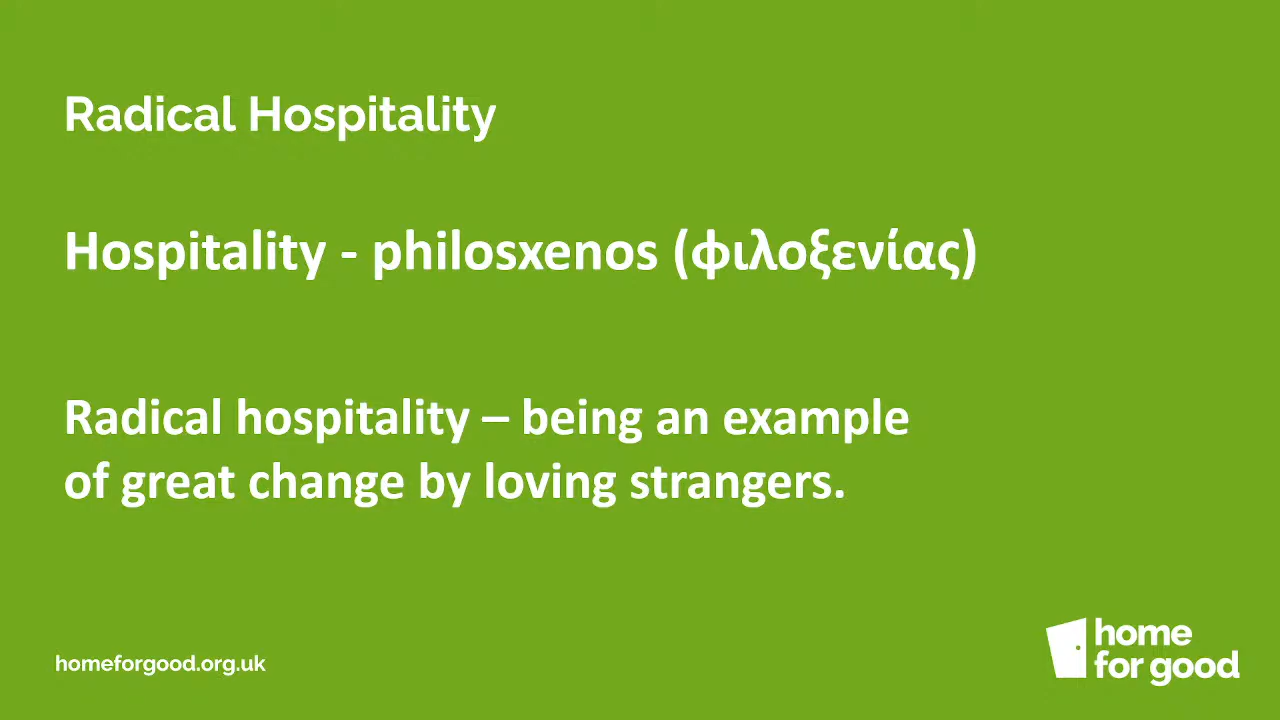 Radical Hospitality
Hospitality - philosxenos (φιλοξενίας)
Radical hospitality – being an example
of great change by loving strangers.
homeforgood.org.uk
home
for good